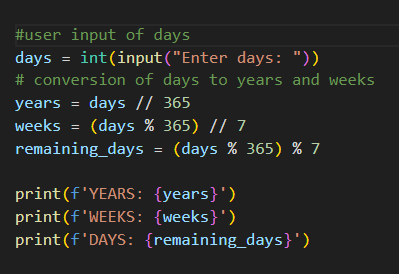 #user input of days
days = int(input("Enter days: "))
# conversion of days to years and weeks
years = days // 365
weeks = (days % 365) // 7
remaining_days = (days % 365) % 7
print(f'YEARS: {years}')
print(f'WEEKS: {weeks}')
print(f'DAYS: {remaining_days}')